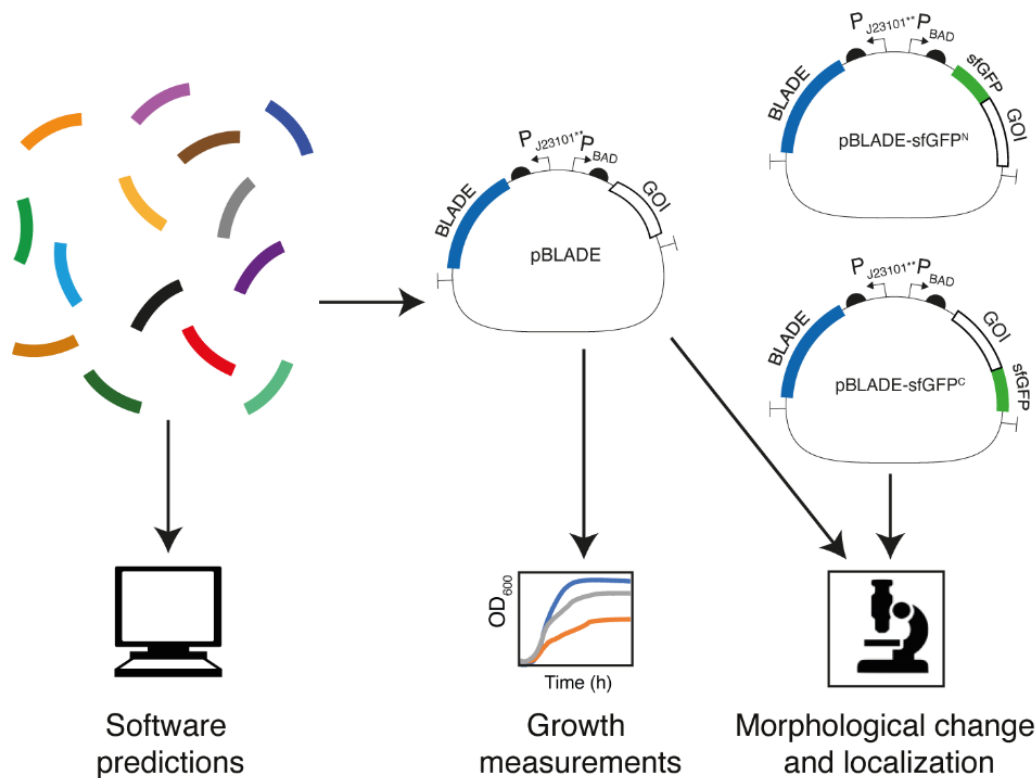 P J23101** P BAD
BLADE
GOI
pBLADE
P J23101** P BAD
BLADE
sfGFP
GOI
pBLADE-sfGFPᴺ
P J23101** P BAD
BLADE
GOI
sfGFP
pBLADE-sfGFPᶜ
OD600
Time (h)
Software
predictions
Growth
measurements
Morphological change
and localization